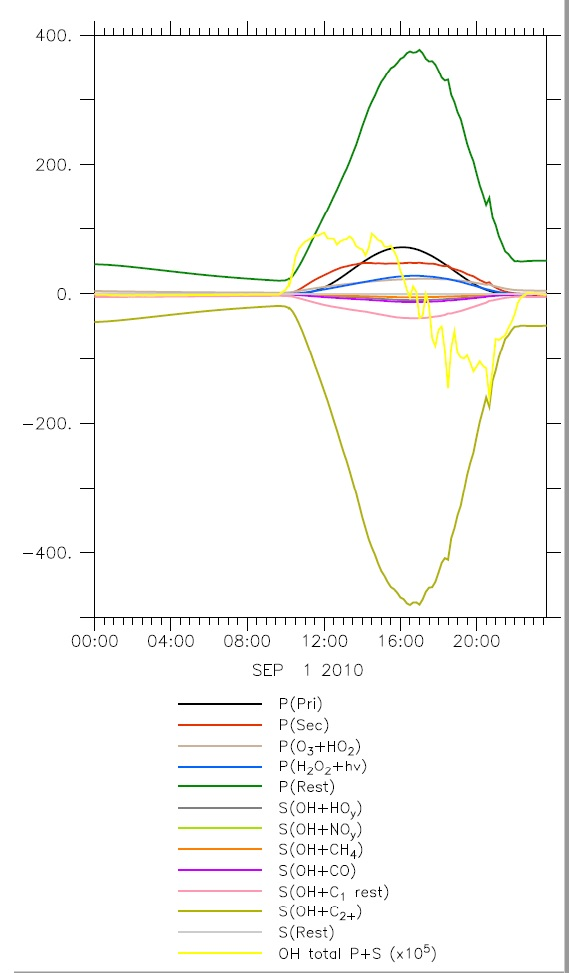 400.
200.
0.
−200.
−400.
00:00 04:00 08:00 12:00 16:00 20:00
SEP 1 2010
P(Pri)
P(Sec)
P(O₃+HO₂)
P(H₂O₂+hv)
P(Rest)
S(OH+HOy)
S(OH+NOy)
S(OH+CH₄)
S(OH+CO)
S(OH+C₁ rest)
S(OH+C₂₊)
S(Rest)
OH total P+S (x10⁵)